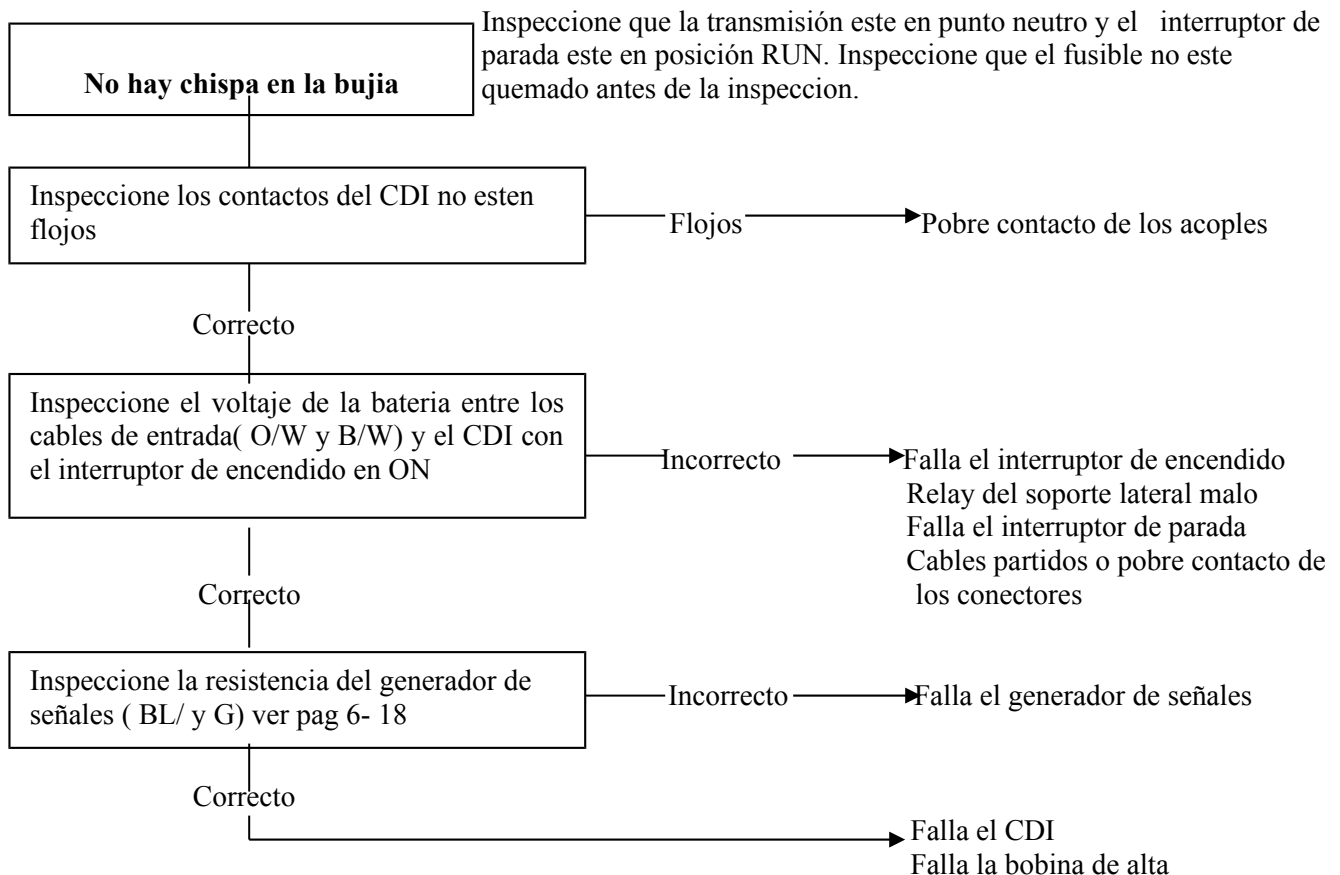 Inspeccione que la transmisión este en punto neutro y el interruptor de
parada este en posición RUN. Inspeccione que el fusible no este
quemado antes de la inspeccion.
No hay chispa en la bujia
Inspeccione los contactos del CDI no esten
flojos
Flojos
Pobre contacto de los acoples
Correcto
Inspeccione el voltaje de la bateria entre los
cables de entrada( O/W y B/W) y el CDI con
el interruptor de encendido en ON
Incorrecto
Falla el interruptor de encendido
Relay del soporte lateral malo
Falla el interruptor de parada
Cables partidos o pobre contacto de
los conectores
Correcto
Inspeccione la resistencia del generador de
señales ( BL/ y G) ver pag 6- 18
Incorrecto
Falla el generador de señales
Correcto
Falla el CDI
Falla la bobina de alta